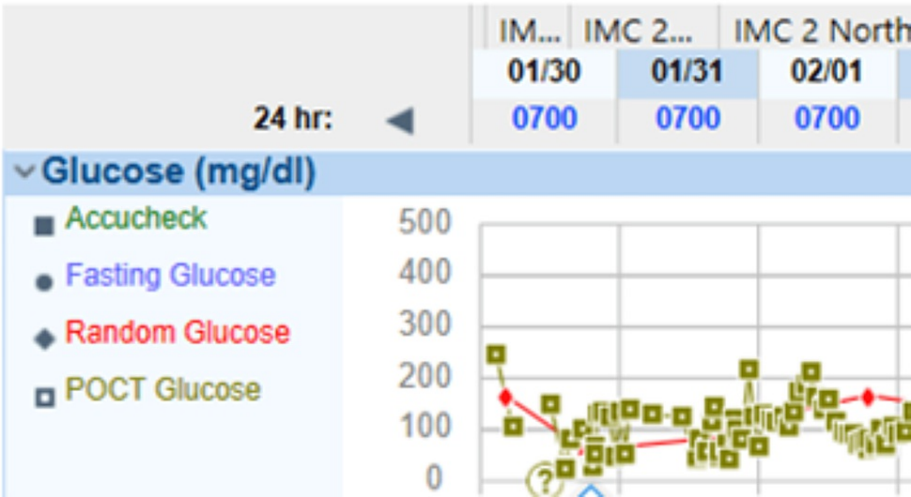 IM... IMC 2... IMC 2 North
01/30 01/31 02/01
24 hr: 0700 0700 0700
Glucose (mg/dl)
Accucheck
Fasting Glucose
Random Glucose
POCT Glucose
500
400
300
200
100
0
?